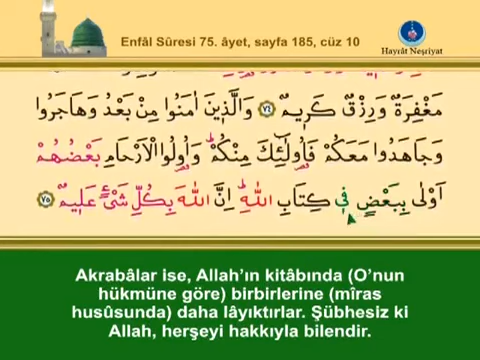 Enfâl Sûresi 75. âyet, sayfa 185, cüz 10
Hayrât Neşriyat
مَغْفِرَةٌ وَرِزْقٌ كَر۪يمٌ ﴿٧٤﴾ وَالَّذ۪ينَ اٰمَنُوا مِنْ بَعْدُ وَهَاجَرُوا
وَجَاهَدُوا مَعَكُمْ فَاُو۬لٰٓئِكَ مِنْكُمْۜ وَاُو۬لُوا الْاَرْحَامِ بَعْضُهُمْ
اَوْلٰى بِبَعْضٍ ف۪ي كِتَابِ اللّٰهِۜ اِنَّ اللّٰهَ بِكُلِّ شَيْءٍ عَل۪يمٌ ﴿٧٥﴾
Akrabâlar ise, Allah'ın kitâbında (O'nun
hükmüne göre) birbirlerine (mîras
husûsunda) daha lâyıktırlar. Şübhesiz ki
Allah, herşeyi hakkıyla bilendir.